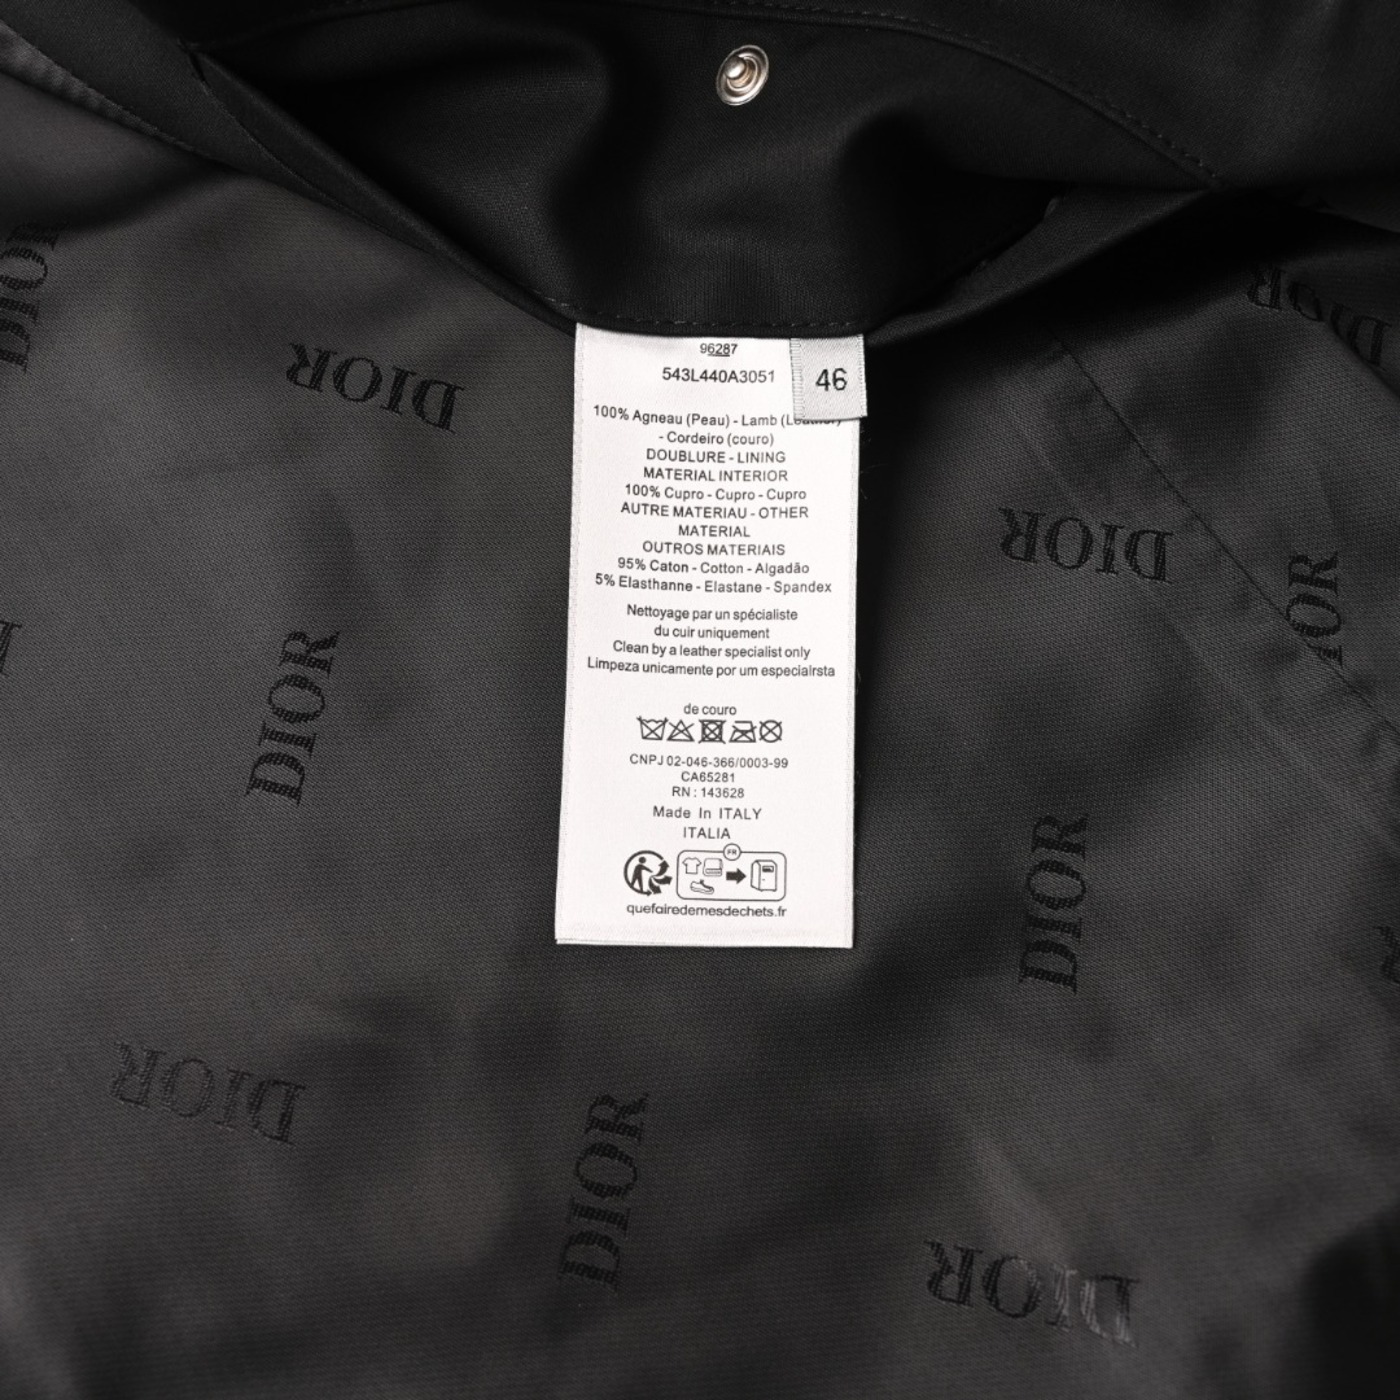 96287
543L440A3051
46
100% Agneau (Peau) - Lamb (Leather)
- Cordeiro (couro)
DOUBLURE - LINING
MATERIAL INTERIOR
100% Cupro - Cupro - Cupro
AUTRE MATERIAU - OTHER
MATERIAL
OUTROS MATERIAIS
95% Caton - Cotton - Algadão
5% Elasthanne - Elastane - Spandex
Nettoyage par un spécialiste
du cuir uniquement
Clean by a leather specialist only
Limpeza unicamente por um especialrsta
de couro
CNPJ 02-046-366/0003-99
CA65281
RN : 143628
Made In ITALY
ITALIA
FR
quefairedemesdechets.fr
DIOR
DIOR
DIOR
DIOR
DIOR
DIOR
DIOR
DIOR
DIOR
DIOR